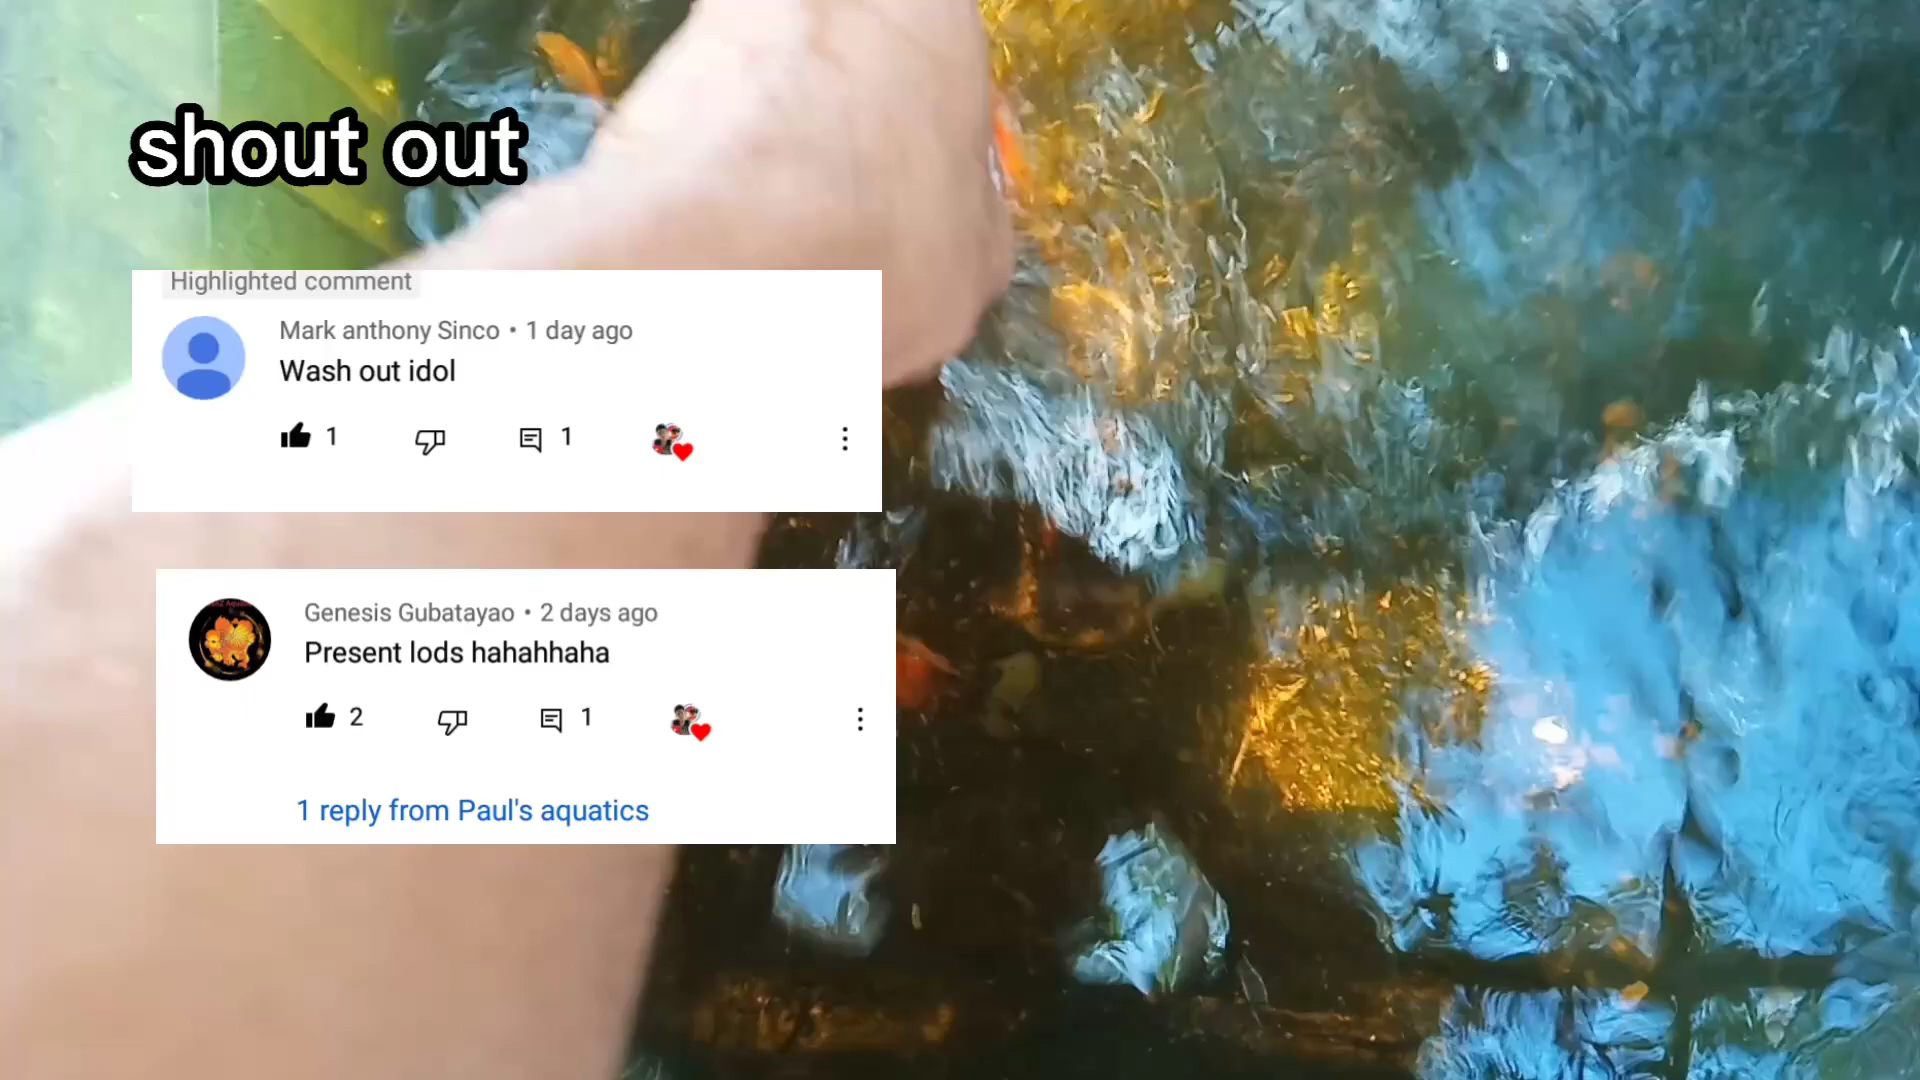 shout out
Highlighted comment
Mark anthony Sinco • 1 day ago
Wash out idol
1 1
Genesis Gubatayao • 2 days ago
Present lods hahahhaha
2 1
1 reply from Paul's aquatics